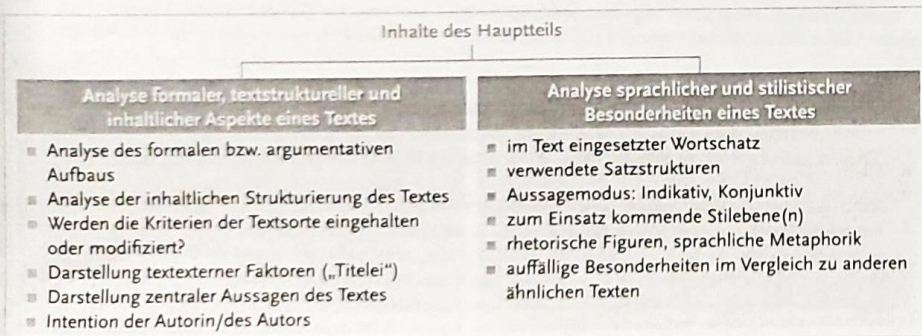 Inhalte des Hauptteils
Analyse formaler, textstruktureller und
inhaltlicher Aspekte eines Textes
Analyse des formalen bzw. argumentativen
Aufbaus
Analyse der inhaltlichen Strukturierung des Textes
Werden die Kriterien der Textsorte eingehalten
oder modifiziert?
Darstellung textexterner Faktoren („Titelei“)
Darstellung zentraler Aussagen des Textes
Intention der Autorin/des Autors
Analyse sprachlicher und stilistischer
Besonderheiten eines Textes
im Text eingesetzter Wortschatz
verwendete Satzstrukturen
Aussagemodus: Indikativ, Konjunktiv
zum Einsatz kommende Stilebene(n)
rhetorische Figuren, sprachliche Metaphorik
auffällige Besonderheiten im Vergleich zu anderen
ähnlichen Texten